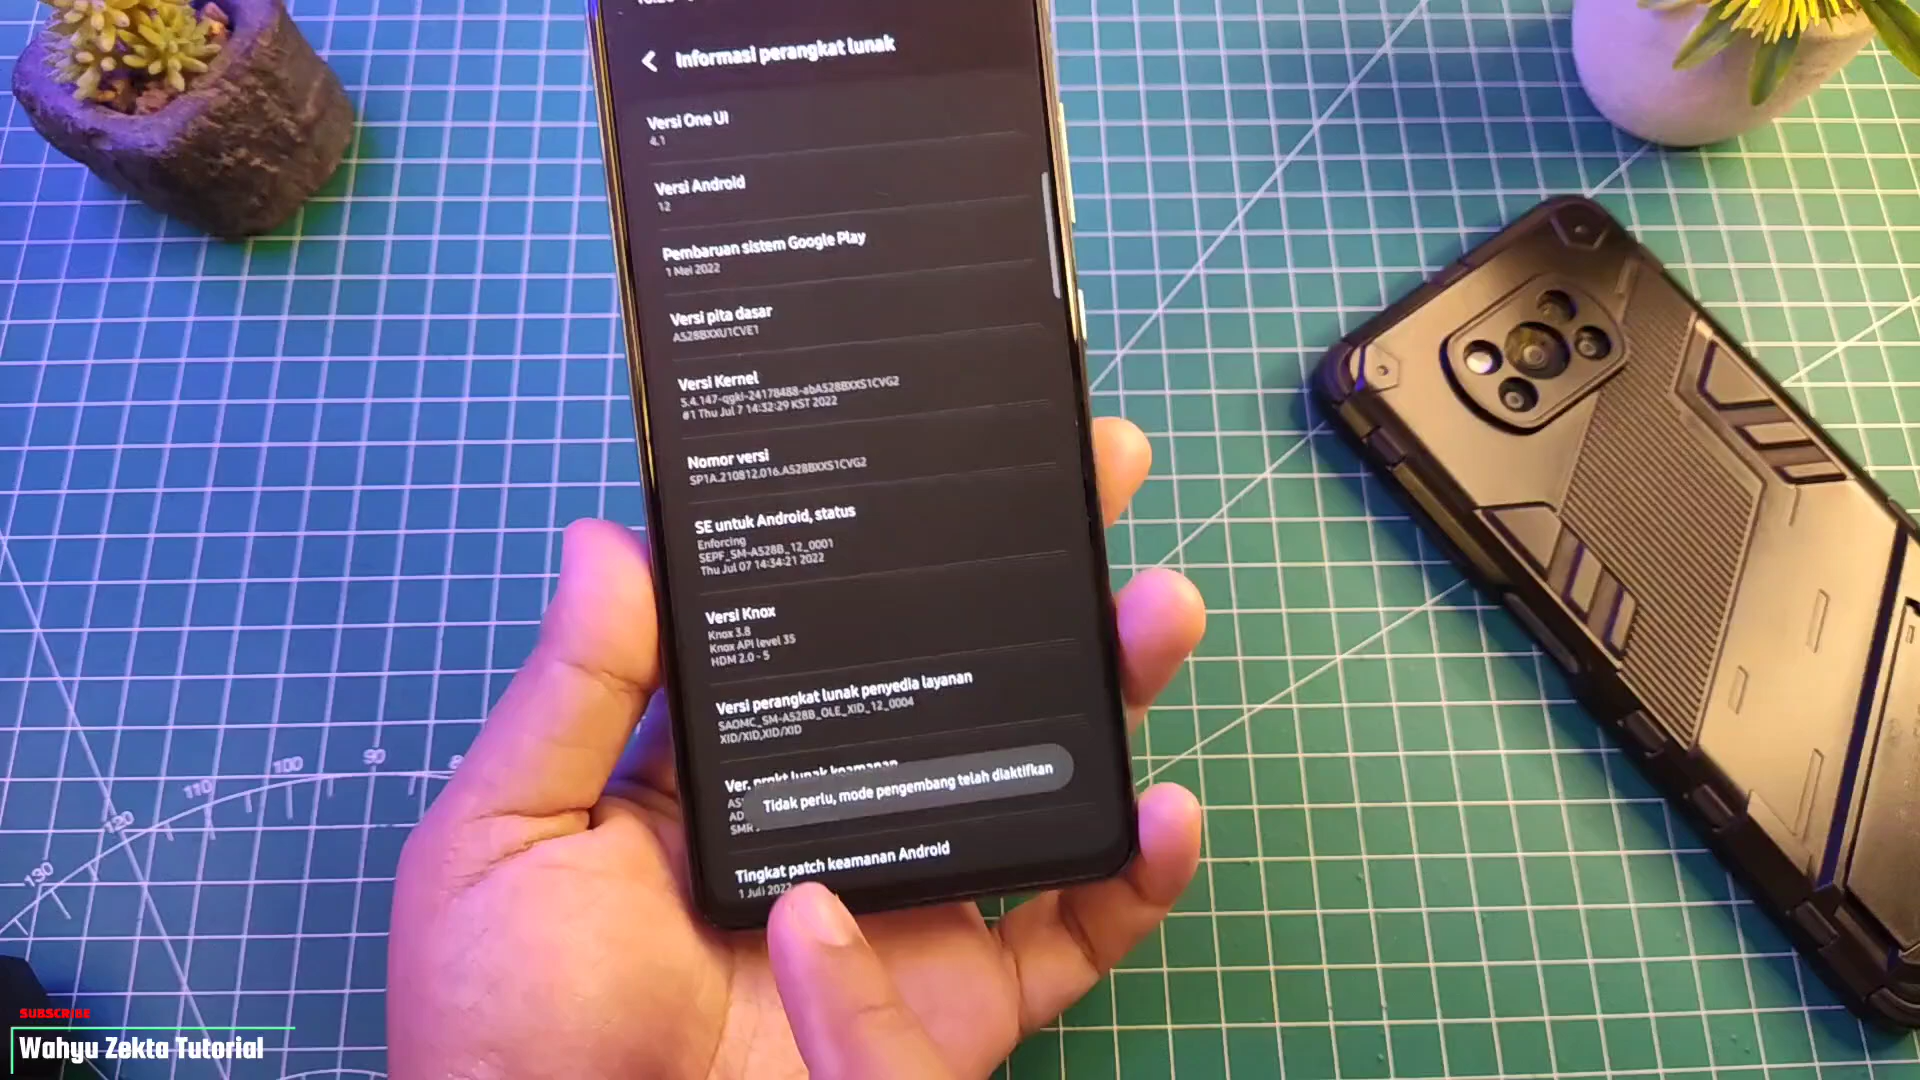 Informasi perangkat lunak
Versi One UI
4.1
Versi Android
12
Pembaruan sistem Google Play
1 Mei 2022
Versi pita dasar
A528BXXU1CVE1
Versi Kernel
5.4.147-qgki-24178488-abA528BXXS1CVG2
#1 Thu Jul 7 14:32:29 KST 2022
Nomor versi
SP1A.210812.016.A528BXXS1CVG2
SE untuk Android, status
Enforcing
SEPF_SM-A528B_12_0001
Thu Jul 07 14:34:21 2022
Versi Knox
Knox 3.8
Knox API level 35
HDM 2.0 - 5
Versi perangkat lunak penyedia layanan
SAOMC_SM-A528B_OLE_XID_12_0004
XID/XID,XID/XID
Ver. prgkt lunak keamanan
SMR
Tidak perlu, mode pengembang telah diaktifkan
Tingkat patch keamanan Android
1 Juli 2022
90
100
110
120
130
SUBSCRIBE
Wahyu Zekta Tutorial